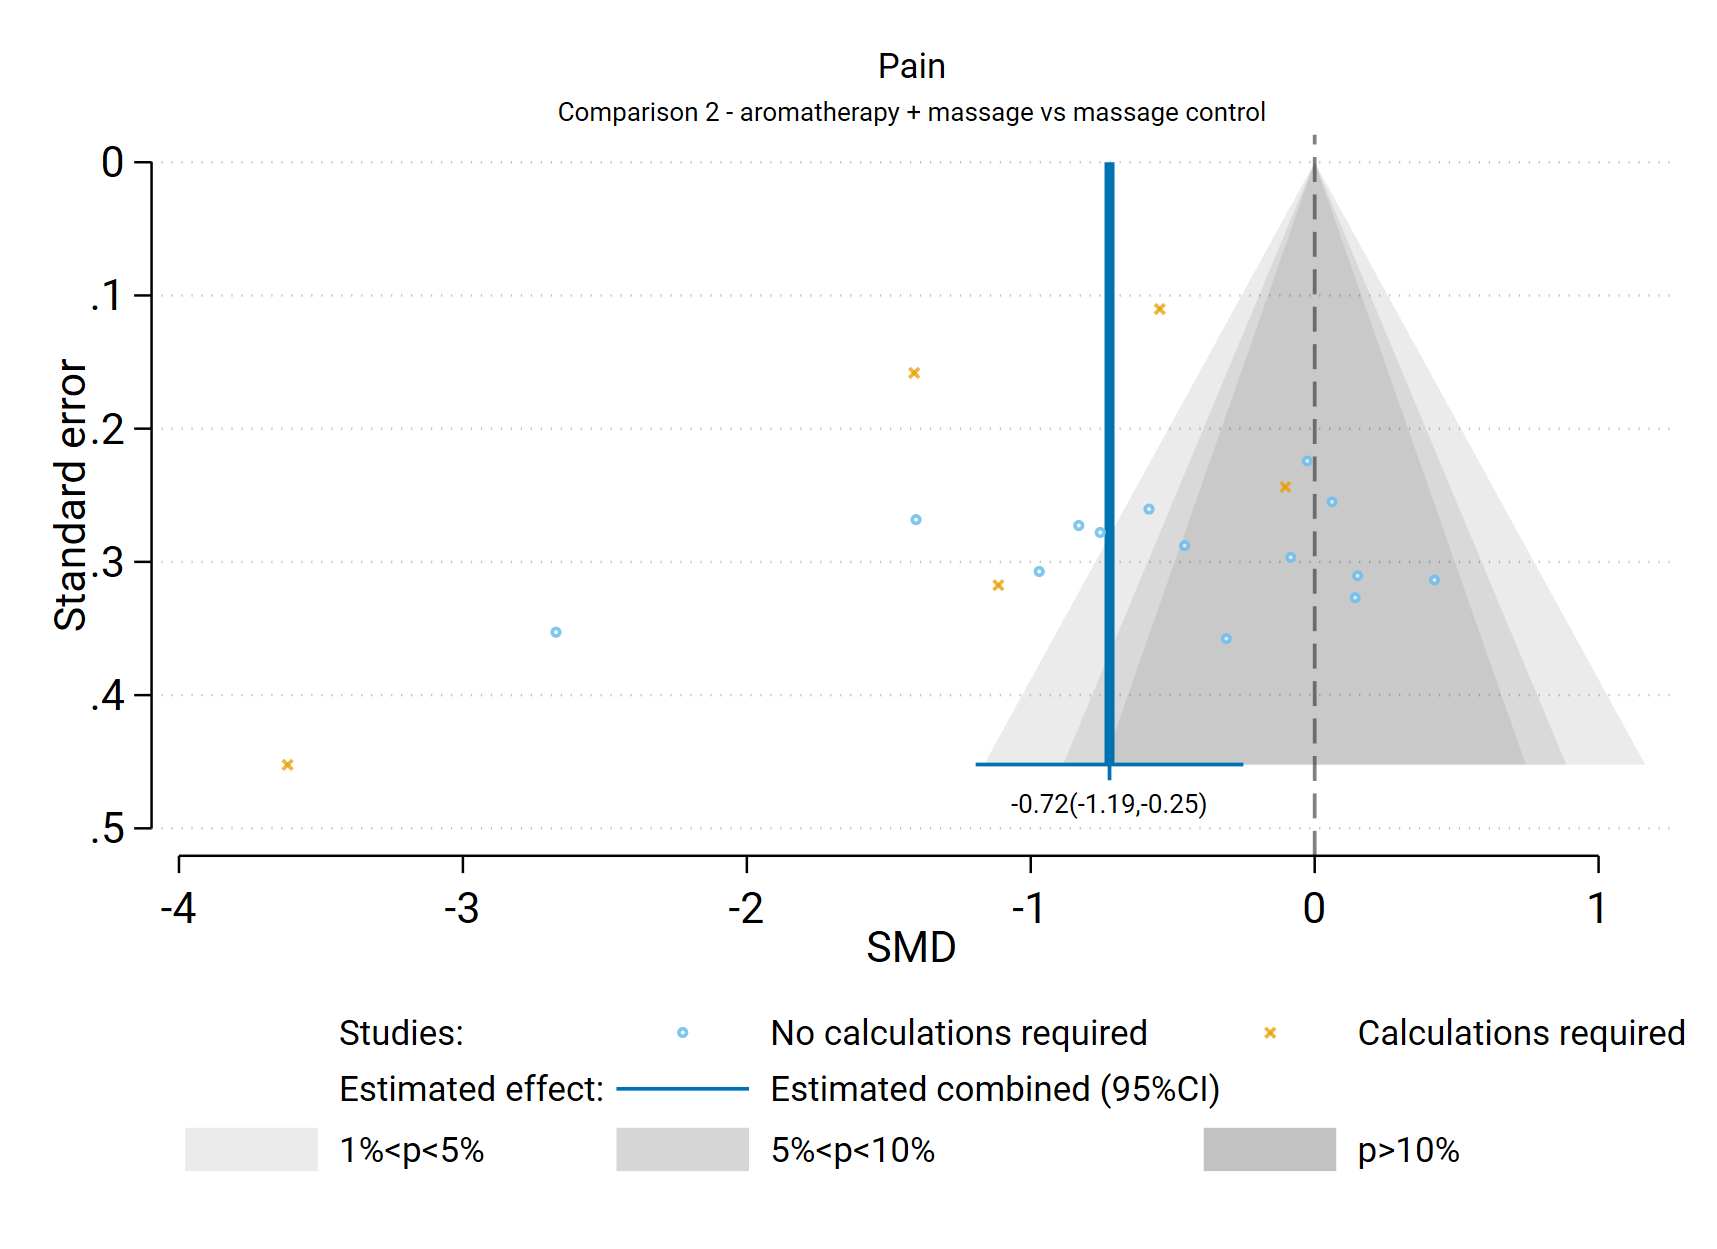 Pain
Comparison 2 - aromatherapy + massage vs massage control
Standard error
0
.1
.2
.3
.4
.5
-0.72(-1.19,-0.25)
-4 -3 -2 -1 0 1
SMD
Studies: No calculations required Calculations required
Estimated effect: Estimated combined (95%CI)
1%<p<5% 5%<p<10% p>10%